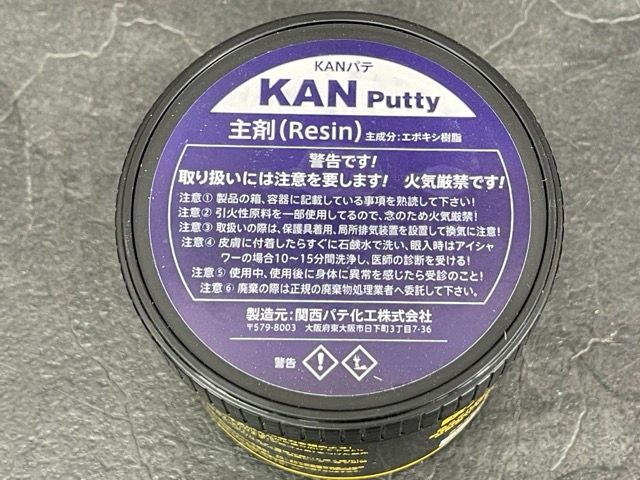 KANパテ
KAN Putty
主剤(Resin) 主成分:エポキシ樹脂
警告です!
取り扱いには注意を要します! 火気厳禁です!
注意① 製品の箱、容器に記載している事項を熟読して下さい!
注意② 引火性原料を一部使用してるので、念のため火気厳禁!
注意③ 取扱いの際は、保護具着用、局所排気装置を設置して換気に注意!
注意④ 皮膚に付着したらすぐに石鹸水で洗い、眼入時はアイシャ
ワーの場合10〜15分間洗浄し、医師の診断を受ける!
注意⑤ 使用中、使用後に身体に異常を感じたら受診のこと!
注意⑥ 廃棄の際は正規の廃棄物処理業者へ委託して下さい。
製造元:関西パテ化工株式会社
〒579-8003 大阪府東大阪市日下町3丁目7-36
警告